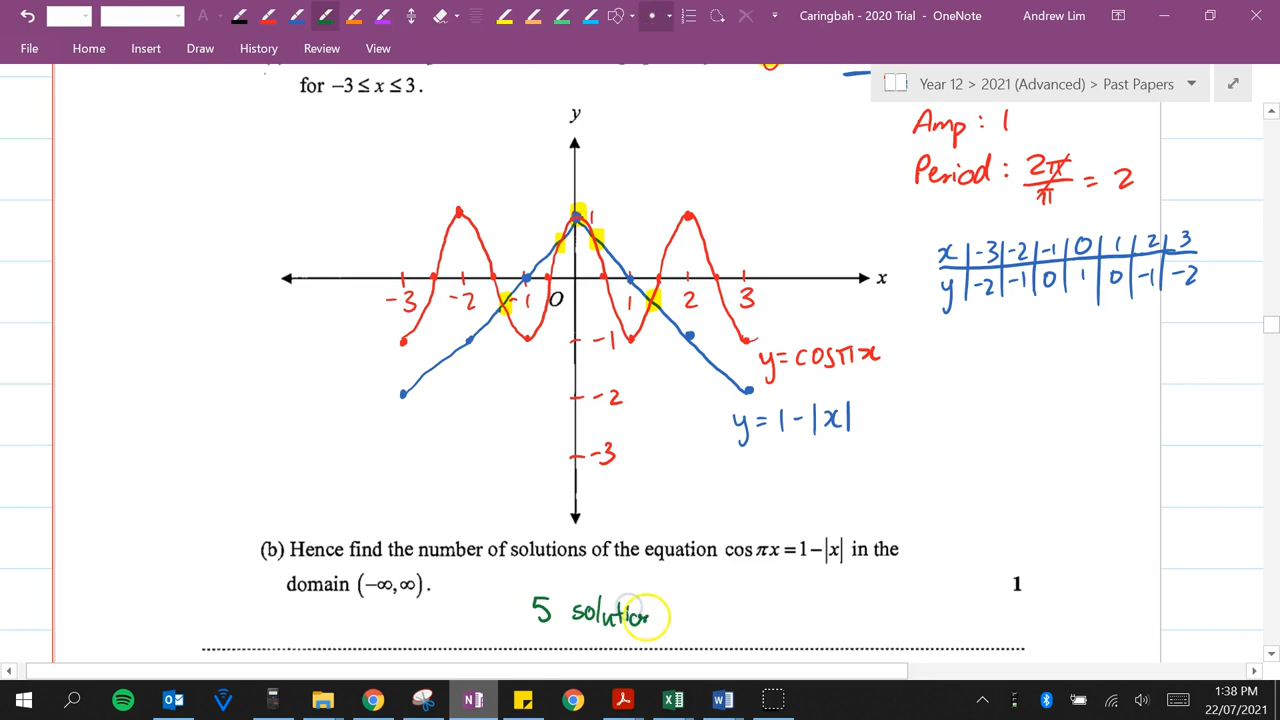 Caringbah - 2020 Trial - OneNote
Andrew Lim
File Home Insert Draw History Review View
Year 12 > 2021 (Advanced) > Past Papers
for −3 ≤ x ≤ 3.
y
Amp : 1
Period : 2π/π = 2
x | -3 | -2 | -1 | 0 | 1 | 2 | 3
y | -2 | -1 | 0 | 1 | 0 | -1 | -2
1
x
-3 -2 -1 O 1 2 3
-1
y = cosπx
-2
y = 1 - |x|
-3
(b) Hence find the number of solutions of the equation cos πx = 1−|x| in the
domain (−∞, ∞).
1
5 solution
1:38 PM
22/07/2021